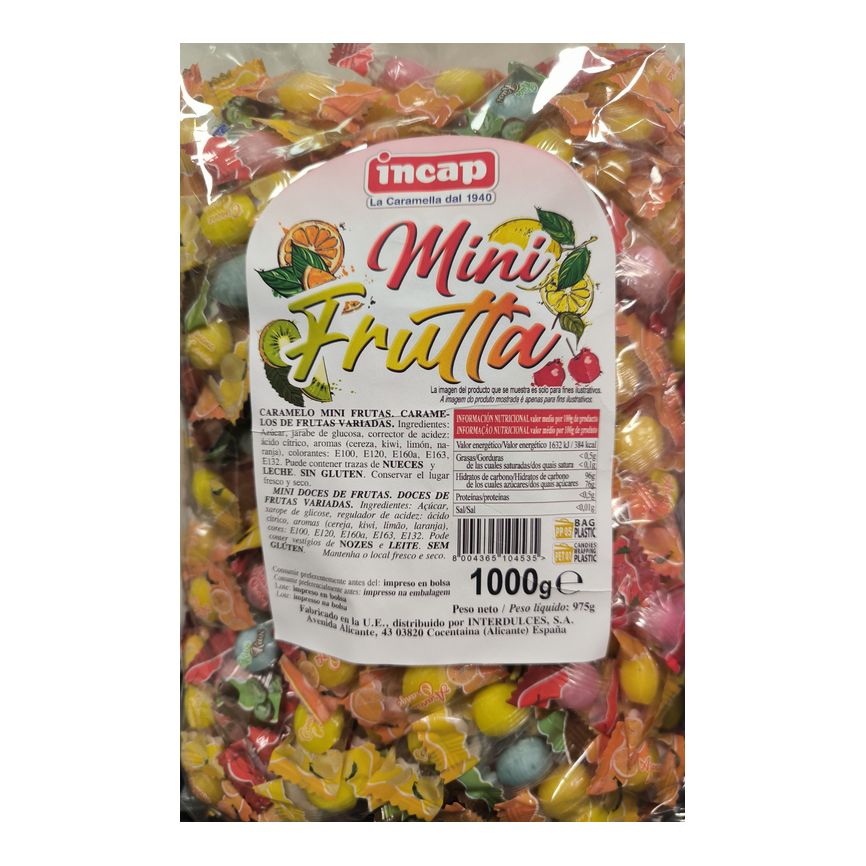 incap
La Caramella dal 1940
Mini
Frutta
La imagen del producto que se muestra es solo para fines ilustrativos.
A imagem do produto mostrada é apenas para fins ilustrativos.
CARAMELO MINI FRUTAS. CARAME-
LOS DE FRUTAS VARIADAS. Ingredientes:
Azúcar, jarabe de glucosa, corrector de acidez:
ácido cítrico, aromas (cereza, kiwi, limón, na-
ranja), colorantes: E100, E120, E160a, E163,
E132. Puede contener trazas de NUECES y
LECHE. SIN GLUTEN. Conservar el lugar
fresco y seco.
MINI DOCES DE FRUTAS. DOCES DE
FRUTAS VARIADAS. Ingredientes: Açúcar,
xarope de glicose, regulador de acidez: ácido
cítrico, aromas (cereja, kiwi, limão, laranja),
cores: E100, E120, E160a, E163, E132. Pode
conter vestígios de NOZES e LEITE. SEM
GLÚTEN. Mantenha o local fresco e seco.
INFORMACIÓN NUTRICIONAL valor medio por 100g de producto
INFORMAÇÃO NUTRICIONAL valor médio por 100g de produto
Valor energético/Valor energético 1632 kJ / 384 kcal
Grasas/Gorduras <0,5g
de las cuales saturadas/dos quais satura <0,1g
Hidratos de carbono/Hidratos de carbono 96g
de los cuales azúcares/dos quais açúcares 76g
Proteínas/proteínas <0,5g
Sal/Sal <0,01g
8 004365 104535 >
PP 05 BAG
PLASTIC
PET 01 CANDIES
WRAPPING
PLASTIC
1000g e
Peso neto / Peso líquido: 975g
Consumir preferentemente antes del: impreso en bolsa
Consumir preferencialmente antes: impresso na embalagem
Lote: impreso en bolsa
Lote: impresso na bolsa
Fabricado en la U.E., distribuido por INTERDULCES, S.A.
Avenida Alicante, 43 03820 Cocentaina (Alicante) España